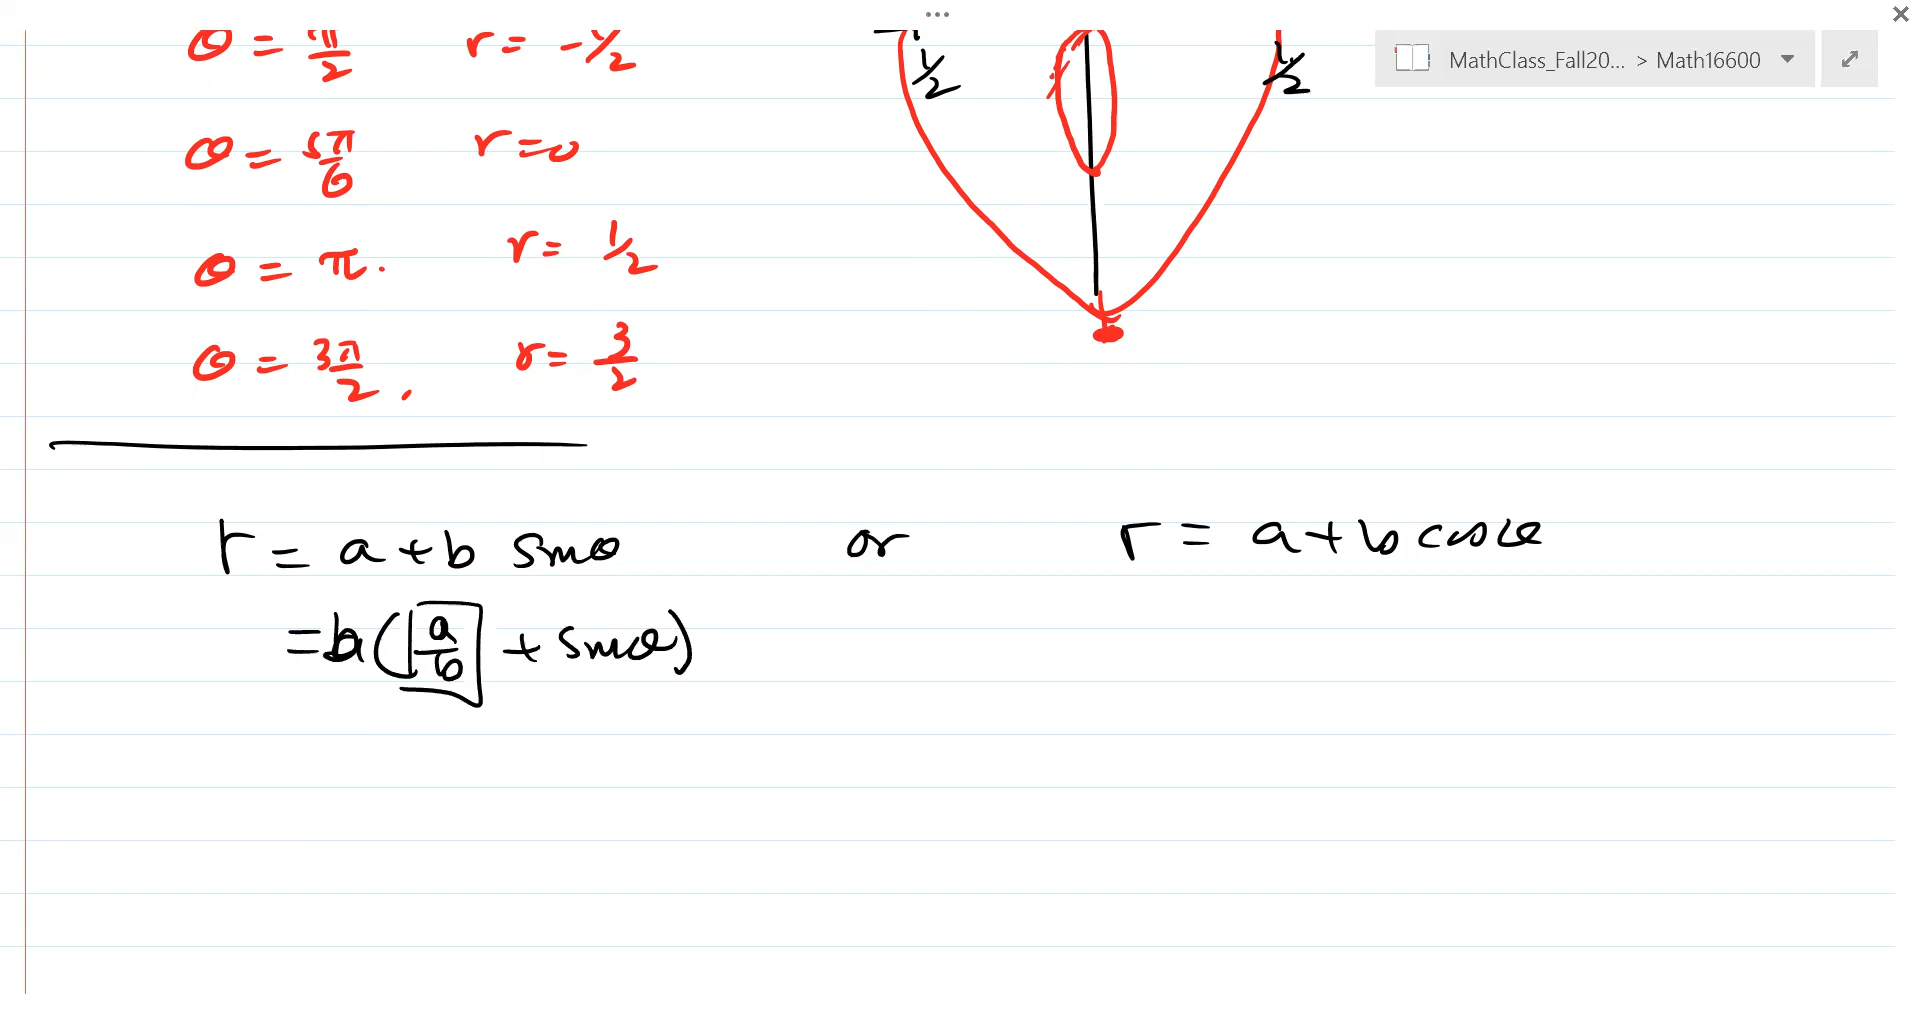 θ = π/2 r = -1/2
-1/2 1/2
MathClass_Fall20... > Math16600
θ = 5π/6 r = 0
θ = π. r = 1/2
θ = 3π/2. r = 3/2
r = a + b sinθ or r = a + b cosθ
= b(a/b + sinθ)